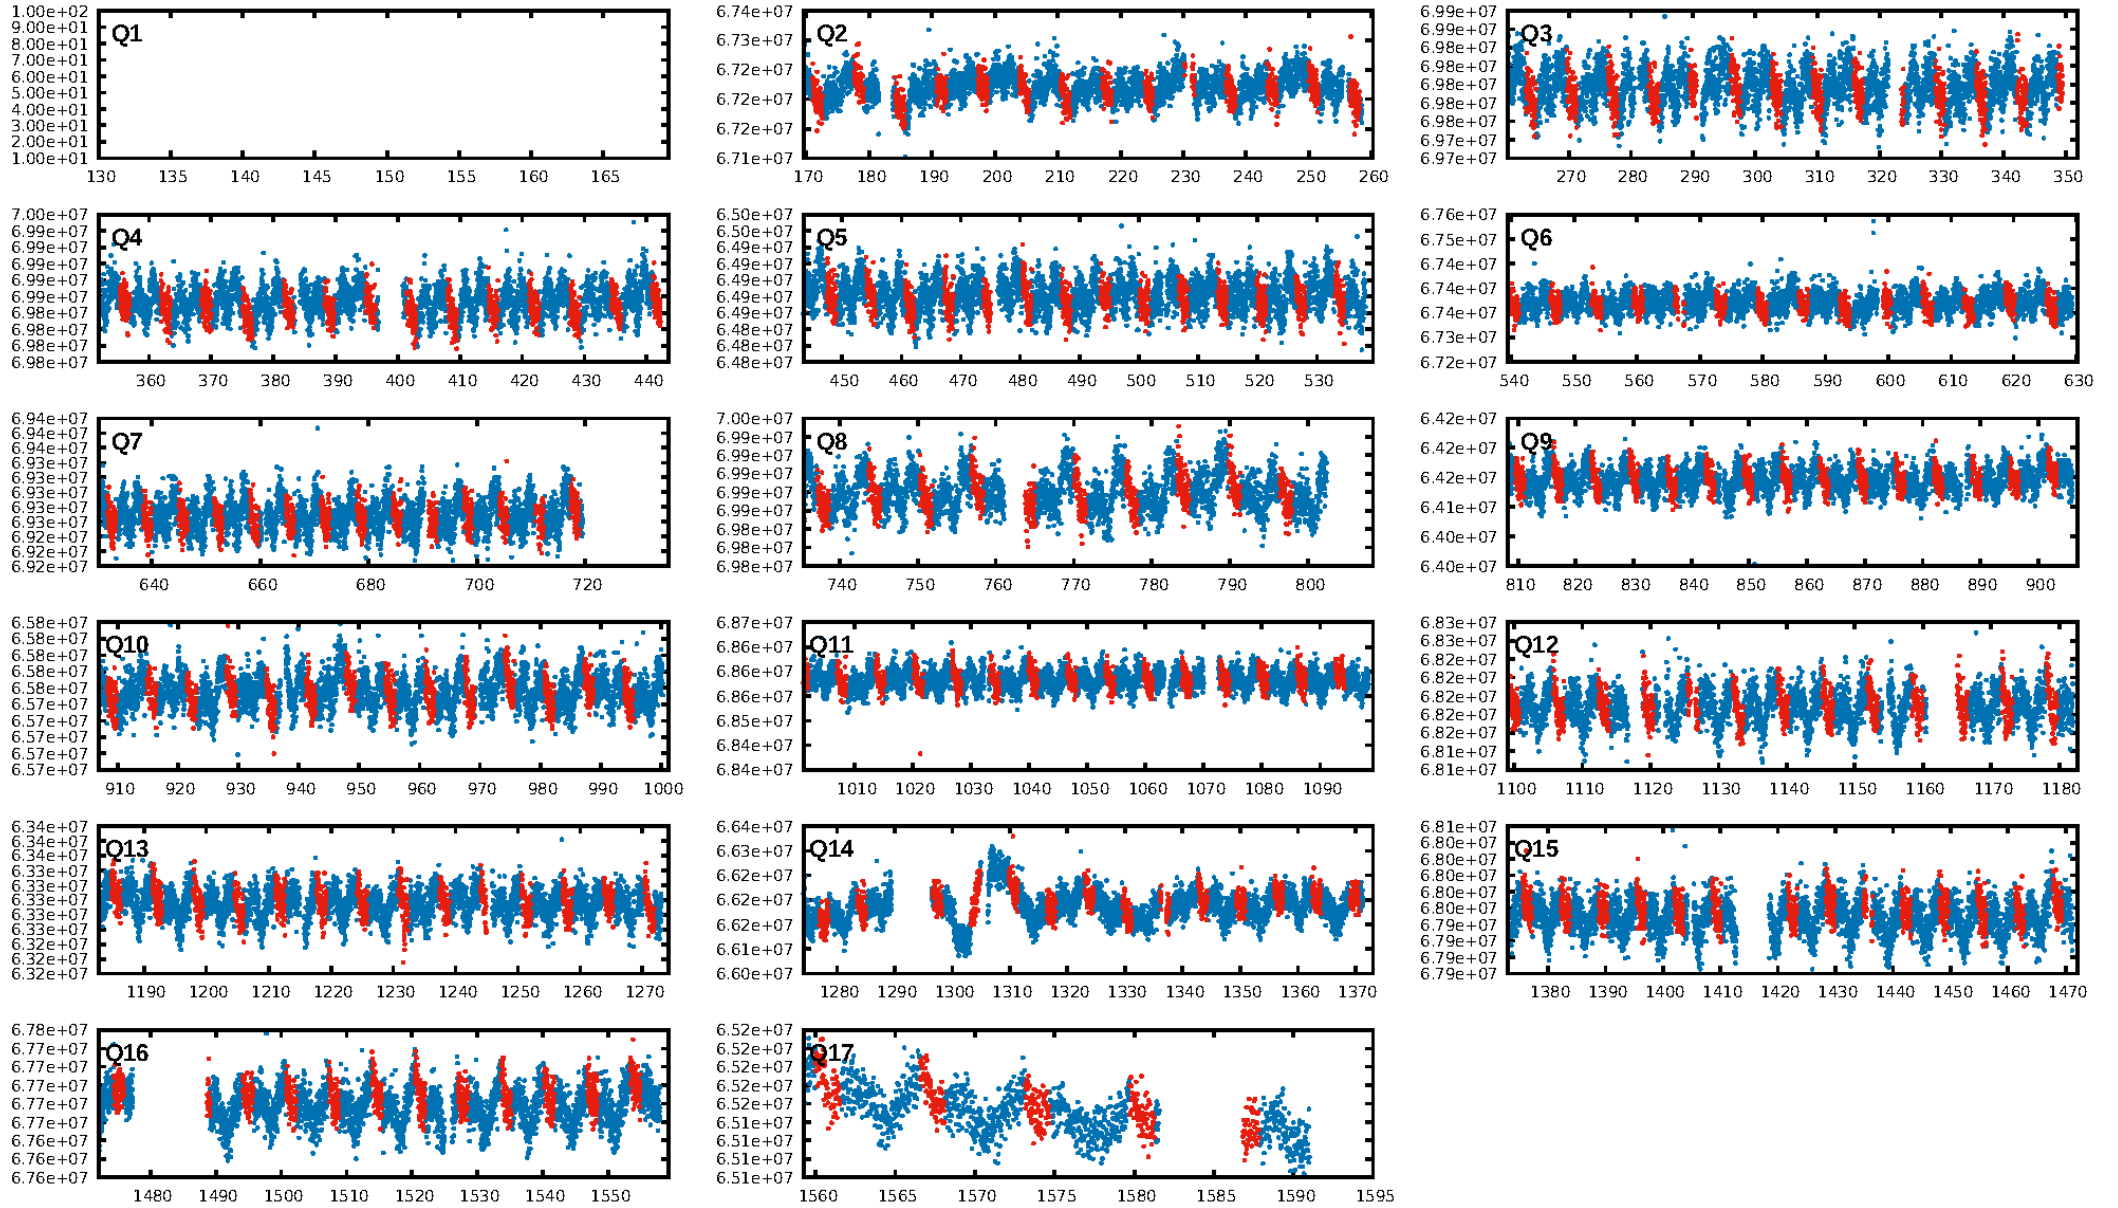 1.00e+02
9.00e+01
8.00e+01
7.00e+01
6.00e+01
5.00e+01
4.00e+01
3.00e+01
2.00e+01
1.00e+01
Q1
130 135 140 145 150 155 160 165
6.74e+07
6.73e+07
6.72e+07
6.72e+07
6.72e+07
6.71e+07
Q2
170 180 190 200 210 220 230 240 250 260
6.99e+07
6.99e+07
6.98e+07
6.98e+07
6.98e+07
6.98e+07
6.98e+07
6.97e+07
6.97e+07
Q3
270 280 290 300 310 320 330 340 350
7.00e+07
6.99e+07
6.99e+07
6.99e+07
6.99e+07
6.99e+07
6.98e+07
6.98e+07
6.98e+07
6.98e+07
Q4
360 370 380 390 400 410 420 430 440
6.50e+07
6.50e+07
6.49e+07
6.49e+07
6.49e+07
6.49e+07
6.49e+07
6.48e+07
6.48e+07
6.48e+07
Q5
450 460 470 480 490 500 510 520 530
6.76e+07
6.75e+07
6.74e+07
6.74e+07
6.74e+07
6.73e+07
6.72e+07
Q6
540 550 560 570 580 590 600 610 620 630
6.94e+07
6.94e+07
6.94e+07
6.93e+07
6.93e+07
6.93e+07
6.93e+07
6.93e+07
6.92e+07
6.92e+07
6.92e+07
Q7
640 660 680 700 720
7.00e+07
6.99e+07
6.99e+07
6.99e+07
6.99e+07
6.99e+07
6.98e+07
6.98e+07
6.98e+07
Q8
740 750 760 770 780 790 800
6.42e+07
6.42e+07
6.42e+07
6.41e+07
6.40e+07
6.40e+07
Q9
810 820 830 840 850 860 870 880 890 900
6.58e+07
6.58e+07
6.58e+07
6.58e+07
6.58e+07
6.57e+07
6.57e+07
6.57e+07
6.57e+07
6.57e+07
Q10
910 920 930 940 950 960 970 980 990 1000
6.87e+07
6.86e+07
6.86e+07
6.86e+07
6.85e+07
6.84e+07
6.84e+07
Q11
1010 1020 1030 1040 1050 1060 1070 1080 1090
6.83e+07
6.83e+07
6.82e+07
6.82e+07
6.82e+07
6.82e+07
6.82e+07
6.81e+07
6.81e+07
Q12
1100 1110 1120 1130 1140 1150 1160 1170 1180
6.34e+07
6.34e+07
6.34e+07
6.33e+07
6.33e+07
6.33e+07
6.33e+07
6.33e+07
6.32e+07
6.32e+07
6.32e+07
Q13
1190 1200 1210 1220 1230 1240 1250 1260 1270
6.64e+07
6.63e+07
6.62e+07
6.62e+07
6.62e+07
6.61e+07
6.60e+07
Q14
1280 1290 1300 1310 1320 1330 1340 1350 1360 1370
6.81e+07
6.80e+07
6.80e+07
6.80e+07
6.80e+07
6.80e+07
6.79e+07
6.79e+07
6.79e+07
6.79e+07
Q15
1380 1390 1400 1410 1420 1430 1440 1450 1460 1470
6.78e+07
6.77e+07
6.77e+07
6.77e+07
6.77e+07
6.77e+07
6.76e+07
6.76e+07
6.76e+07
Q16
1480 1490 1500 1510 1520 1530 1540 1550
6.52e+07
6.52e+07
6.52e+07
6.52e+07
6.52e+07
6.51e+07
6.51e+07
6.51e+07
6.51e+07
Q17
1560 1565 1570 1575 1580 1585 1590 1595